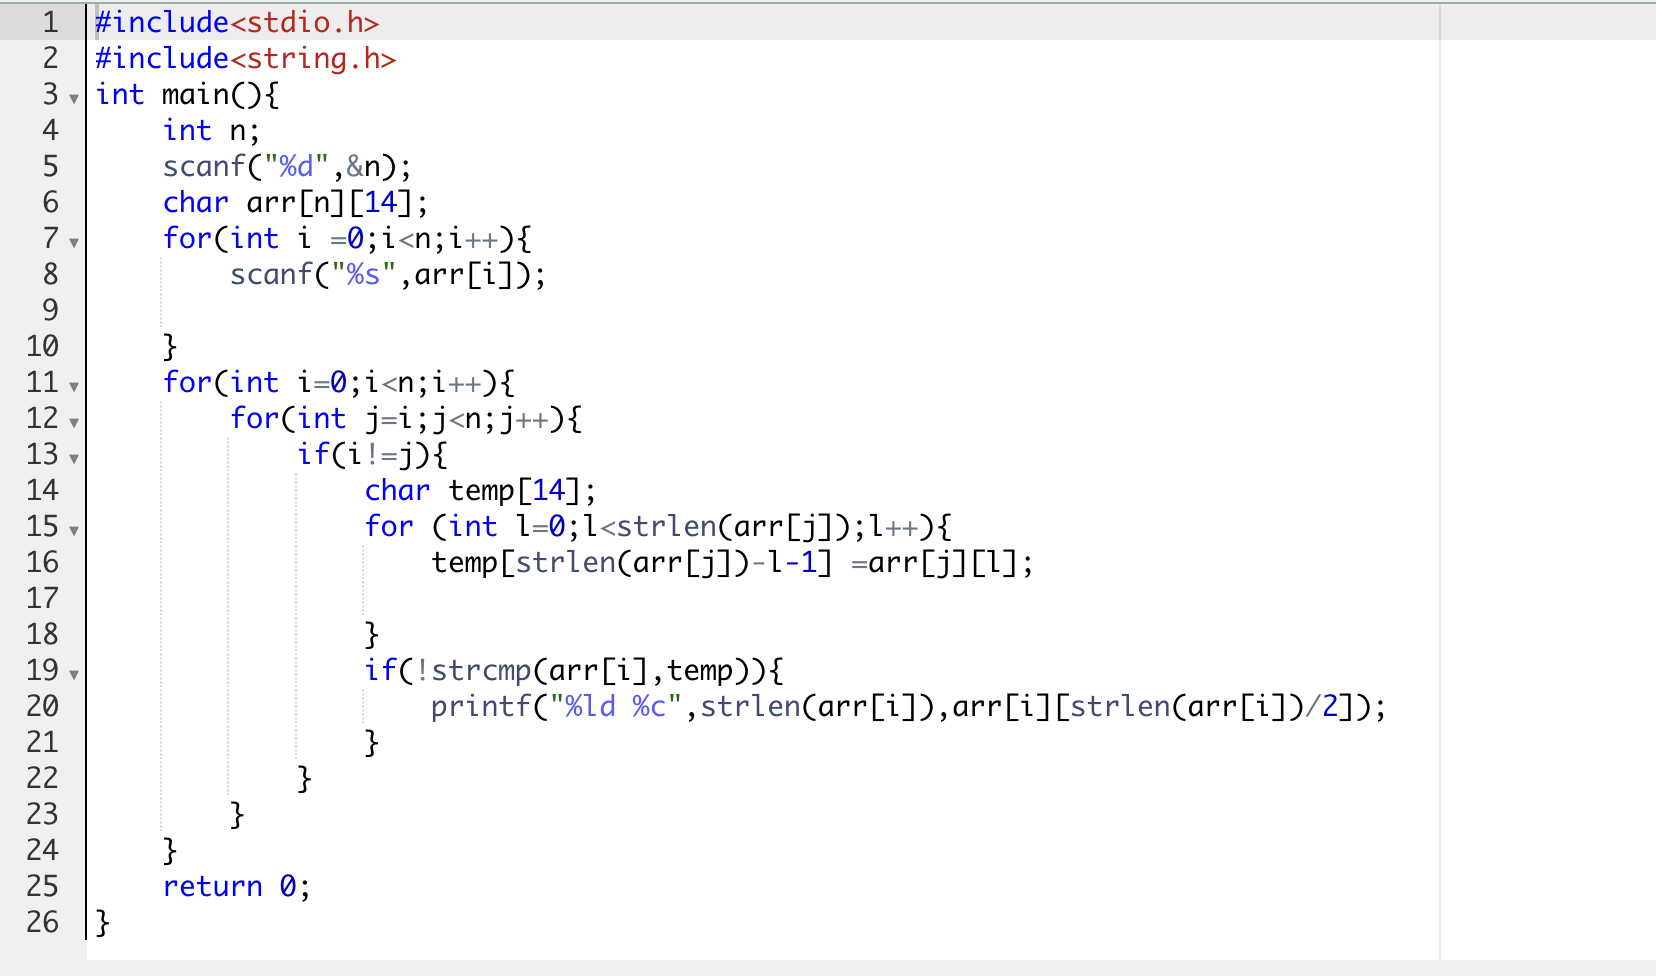 1 #include<stdio.h>
2 #include<string.h>
3 int main(){
4     int n;
5     scanf("%d",&n);
6     char arr[n][14];
7     for(int i =0;i<n;i++){
8         scanf("%s",arr[i]);
9
10     }
11     for(int i=0;i<n;i++){
12         for(int j=i;j<n;j++){
13             if(i!=j){
14                 char temp[14];
15                 for (int l=0;l<strlen(arr[j]);l++){
16                     temp[strlen(arr[j])-l-1] =arr[j][l];
17
18                 }
19                 if(!strcmp(arr[i],temp)){
20                     printf("%ld %c",strlen(arr[i]),arr[i][strlen(arr[i])/2]);
21                 }
22             }
23         }
24     }
25     return 0;
26 }